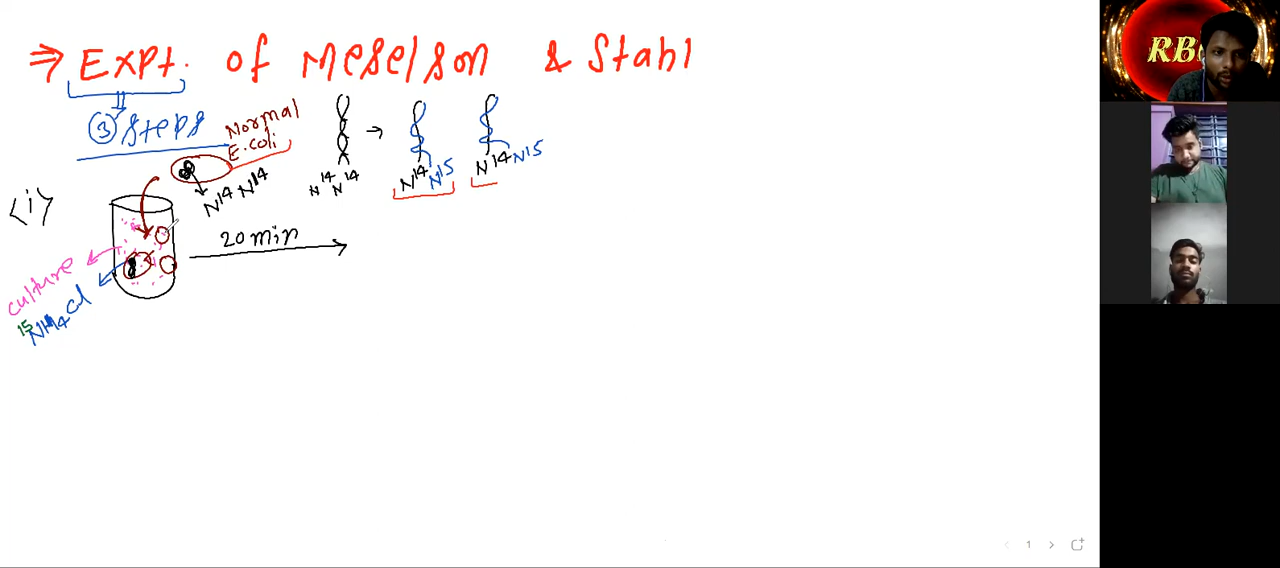 ⇒ Expt. of Meselson & Stahl
③ Steps
Normal
E. coli
N14 N14
<i>
20 min
culture
15NH4Cl
N14 N14
→
N14 N15
N14 N15
RB
1